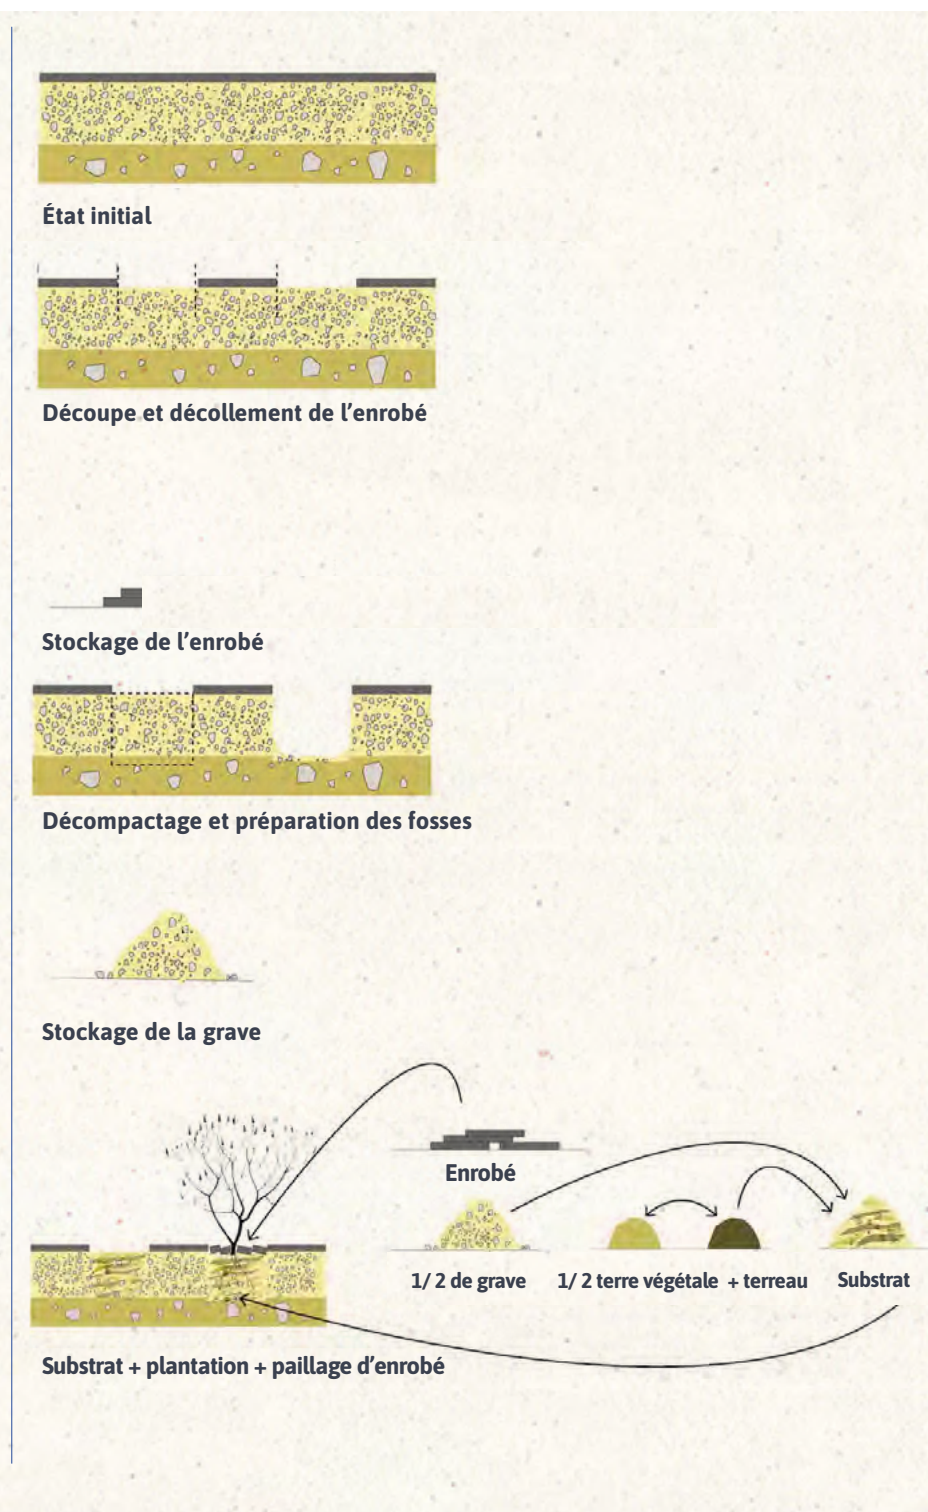 État initial
Découpe et décollement de l’enrobé
Stockage de l’enrobé
Décompactage et préparation des fosses
Stockage de la grave
Enrobé
1/ 2 de grave
1/ 2 terre végétale + terreau
Substrat
Substrat + plantation + paillage d’enrobé